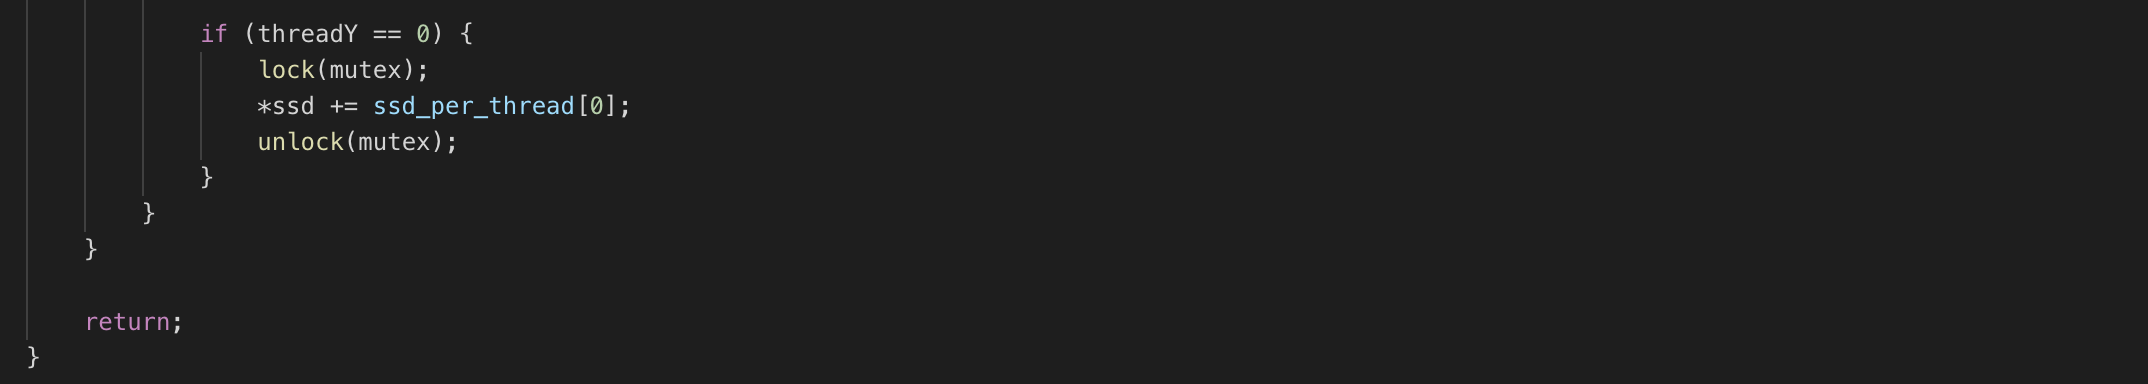 if (threadY == 0) {
lock(mutex);
*ssd += ssd_per_thread[0];
unlock(mutex);
}
}
}
return;
}